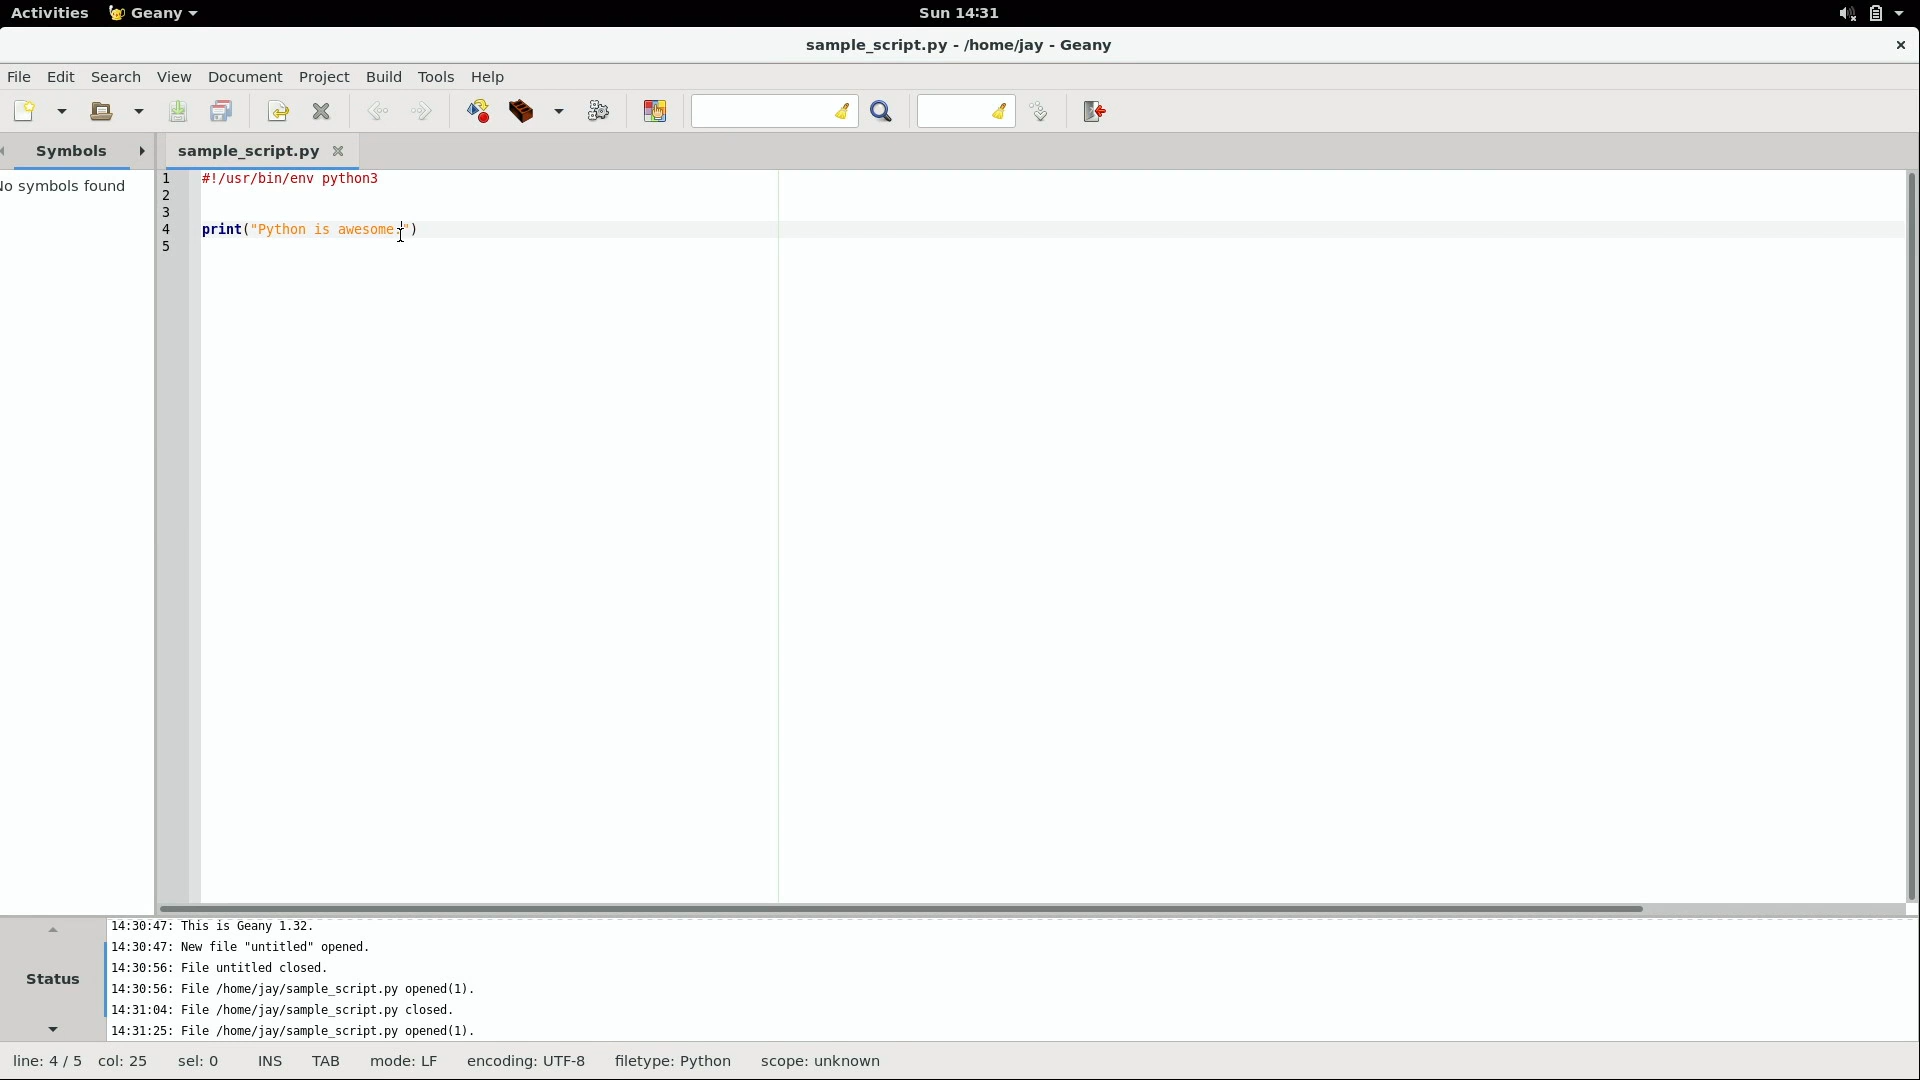 Activities Geany Sun 14:31
sample_script.py - /home/jay - Geany
File Edit Search View Document Project Build Tools Help
Symbols sample_script.py
No symbols found
1 #!/usr/bin/env python3
2
3
4 print("Python is awesome!")
5
14:30:47: This is Geany 1.32.
14:30:47: New file "untitled" opened.
14:30:56: File untitled closed.
Status
14:30:56: File /home/jay/sample_script.py opened(1).
14:31:04: File /home/jay/sample_script.py closed.
14:31:25: File /home/jay/sample_script.py opened(1).
line: 4 / 5 col: 25 sel: 0 INS TAB mode: LF encoding: UTF-8 filetype: Python scope: unknown